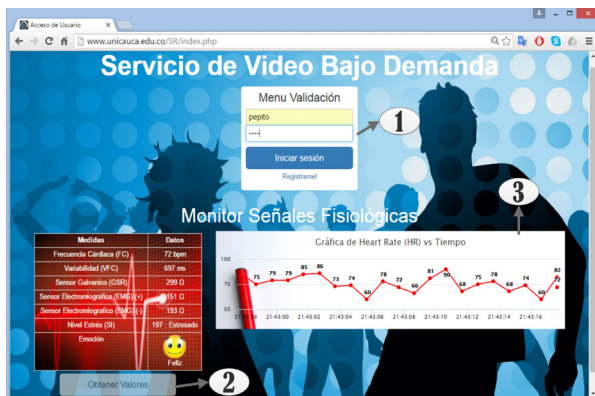 Acceso de Usuario
www.unicauca.edu.co/SR/index.php
Servicio de Video Bajo Demanda
Menu Validación
pepito
••••
Iniciar sesión
Registrarse!
1
Monitor Señales Fisiológicas
3
Medidas Datos
Frecuencia Cárdiaca (FC) 72 bpm
Variabilidad (VFC) 697 ms
Sensor Galvanico (GSR) 299 Ω
Sensor Electromiografico (EMG) (+) 151 Ω
Sensor Electromiografico (EMG) (-) 193 Ω
Nivel Estrés (SI) 197 Estresado
Emoción
Feliz
Gráfica de Heart Rate (HR) vs Tiempo
100
75
50
75 79 79 85 86 73 74 60 78 72 66 81 90 68 75 78 68 74 60 82 72
21:43:02 21:43:04 21:43:06 21:43:08 21:43:10 21:43:12 21:43:14 21:43:16
Obtener Valores
2